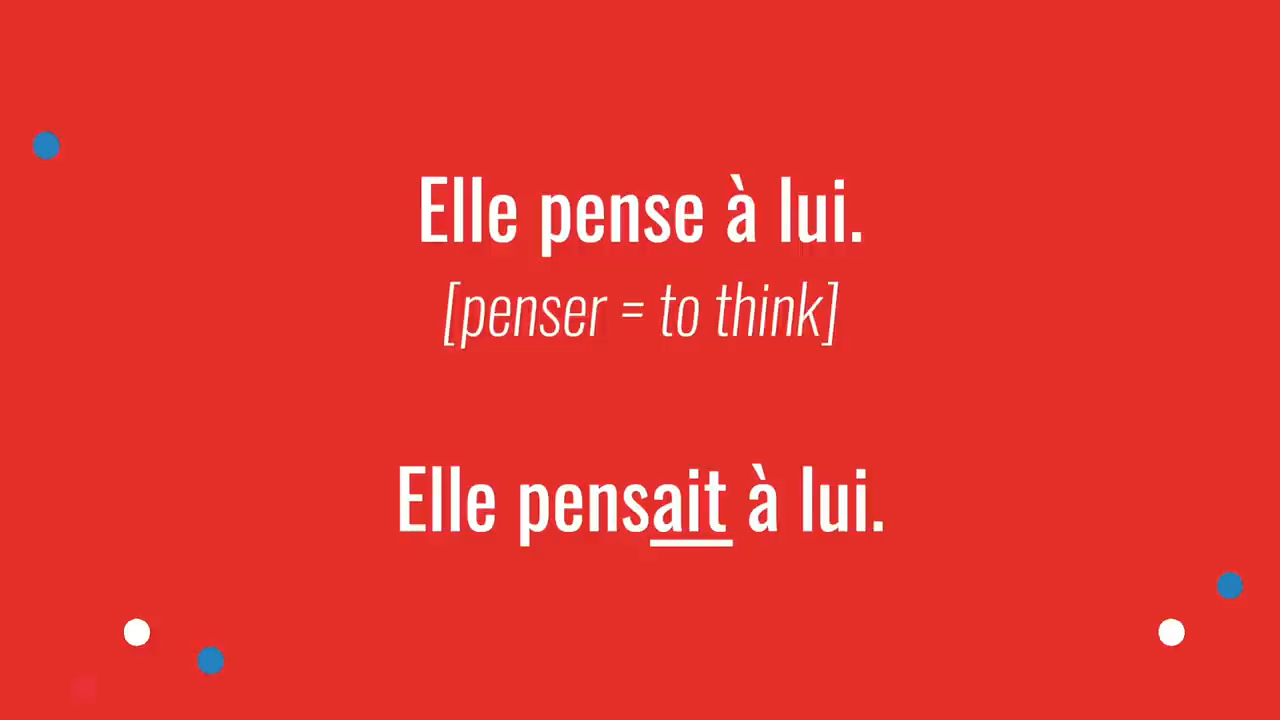 Elle pense à lui.
[penser = to think]
Elle pensait à lui.